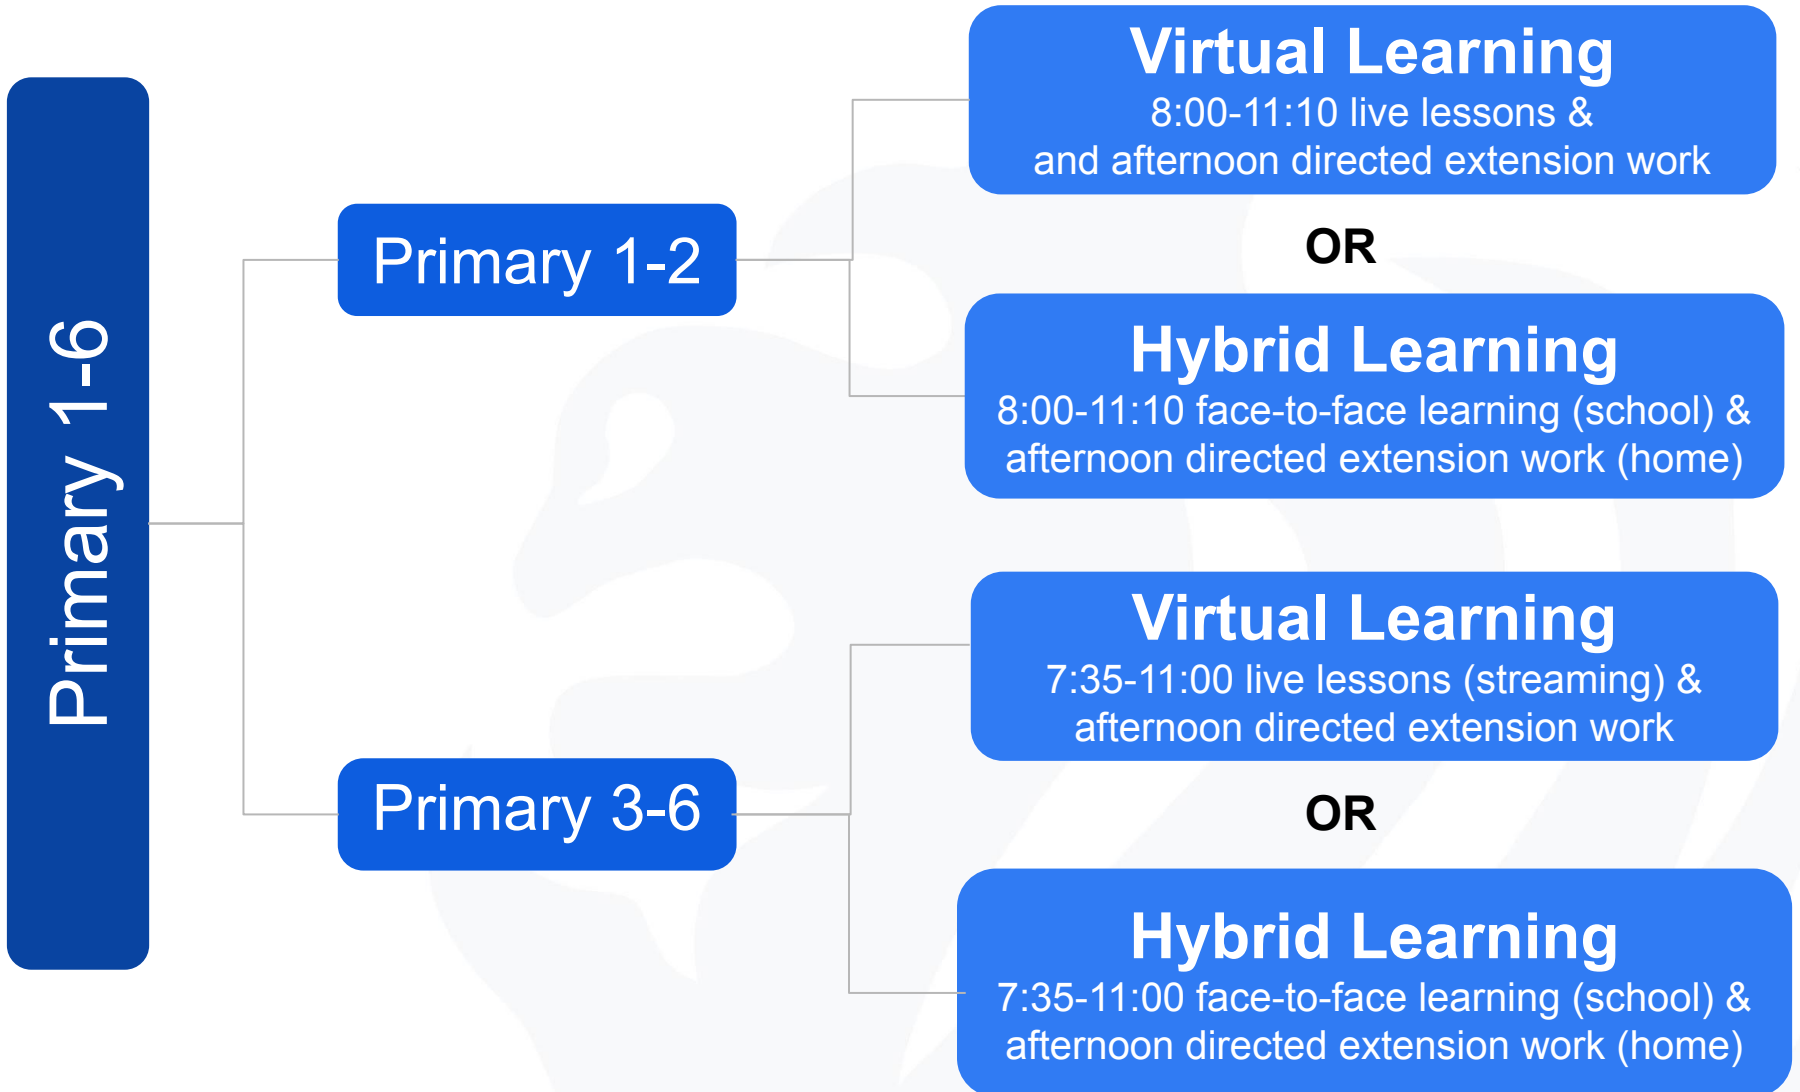 Primary 1-6
Primary 1-2
Virtual Learning
8:00-11:10 live lessons &
and afternoon directed extension work
OR
Hybrid Learning
8:00-11:10 face-to-face learning (school) &
afternoon directed extension work (home)
Primary 3-6
Virtual Learning
7:35-11:00 live lessons (streaming) &
afternoon directed extension work
OR
Hybrid Learning
7:35-11:00 face-to-face learning (school) &
afternoon directed extension work (home)